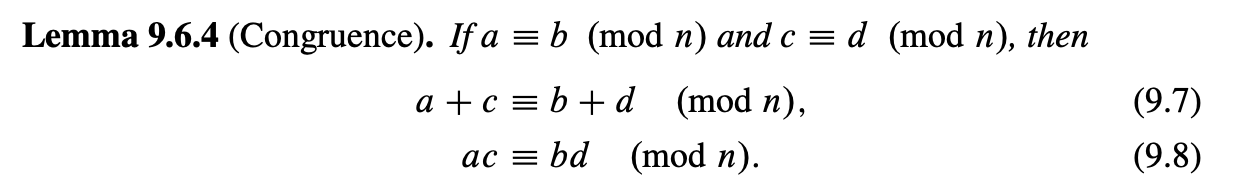 Lemma 9.6.4 (Congruence). If a ≡ b (mod n) and c ≡ d (mod n), then
a + c ≡ b + d (mod n), (9.7)
ac ≡ bd (mod n). (9.8)